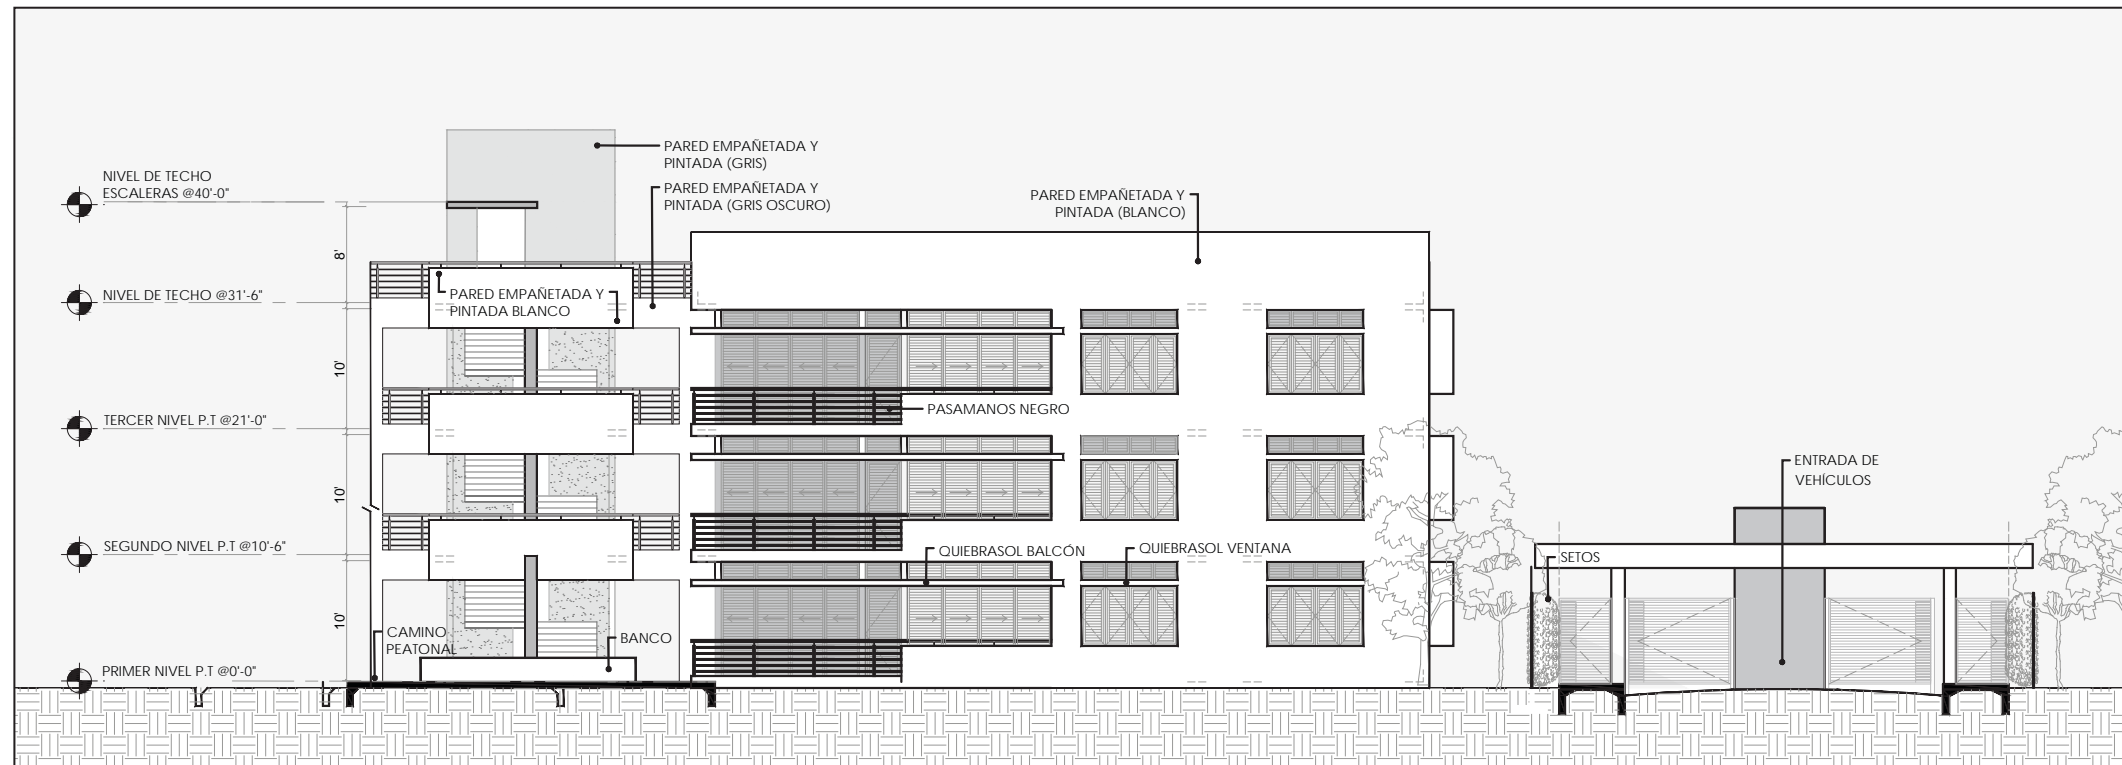 NIVEL DE TECHO
ESCALERAS @40'-0"
NIVEL DE TECHO @31'-6"
TERCER NIVEL P.T @21'-0"
SEGUNDO NIVEL P.T @10'-6"
PRIMER NIVEL P.T @0'-0"
8'
10'
10'
10'
PARED EMPAÑETADA Y
PINTADA (GRIS)
PARED EMPAÑETADA Y
PINTADA (GRIS OSCURO)
PARED EMPAÑETADA Y
PINTADA BLANCO
PARED EMPAÑETADA Y
PINTADA (BLANCO)
PASAMANOS NEGRO
QUIEBRASOL BALCÓN
QUIEBRASOL VENTANA
CAMINO
PEATONAL
BANCO
SETOS
ENTRADA DE
VEHÍCULOS